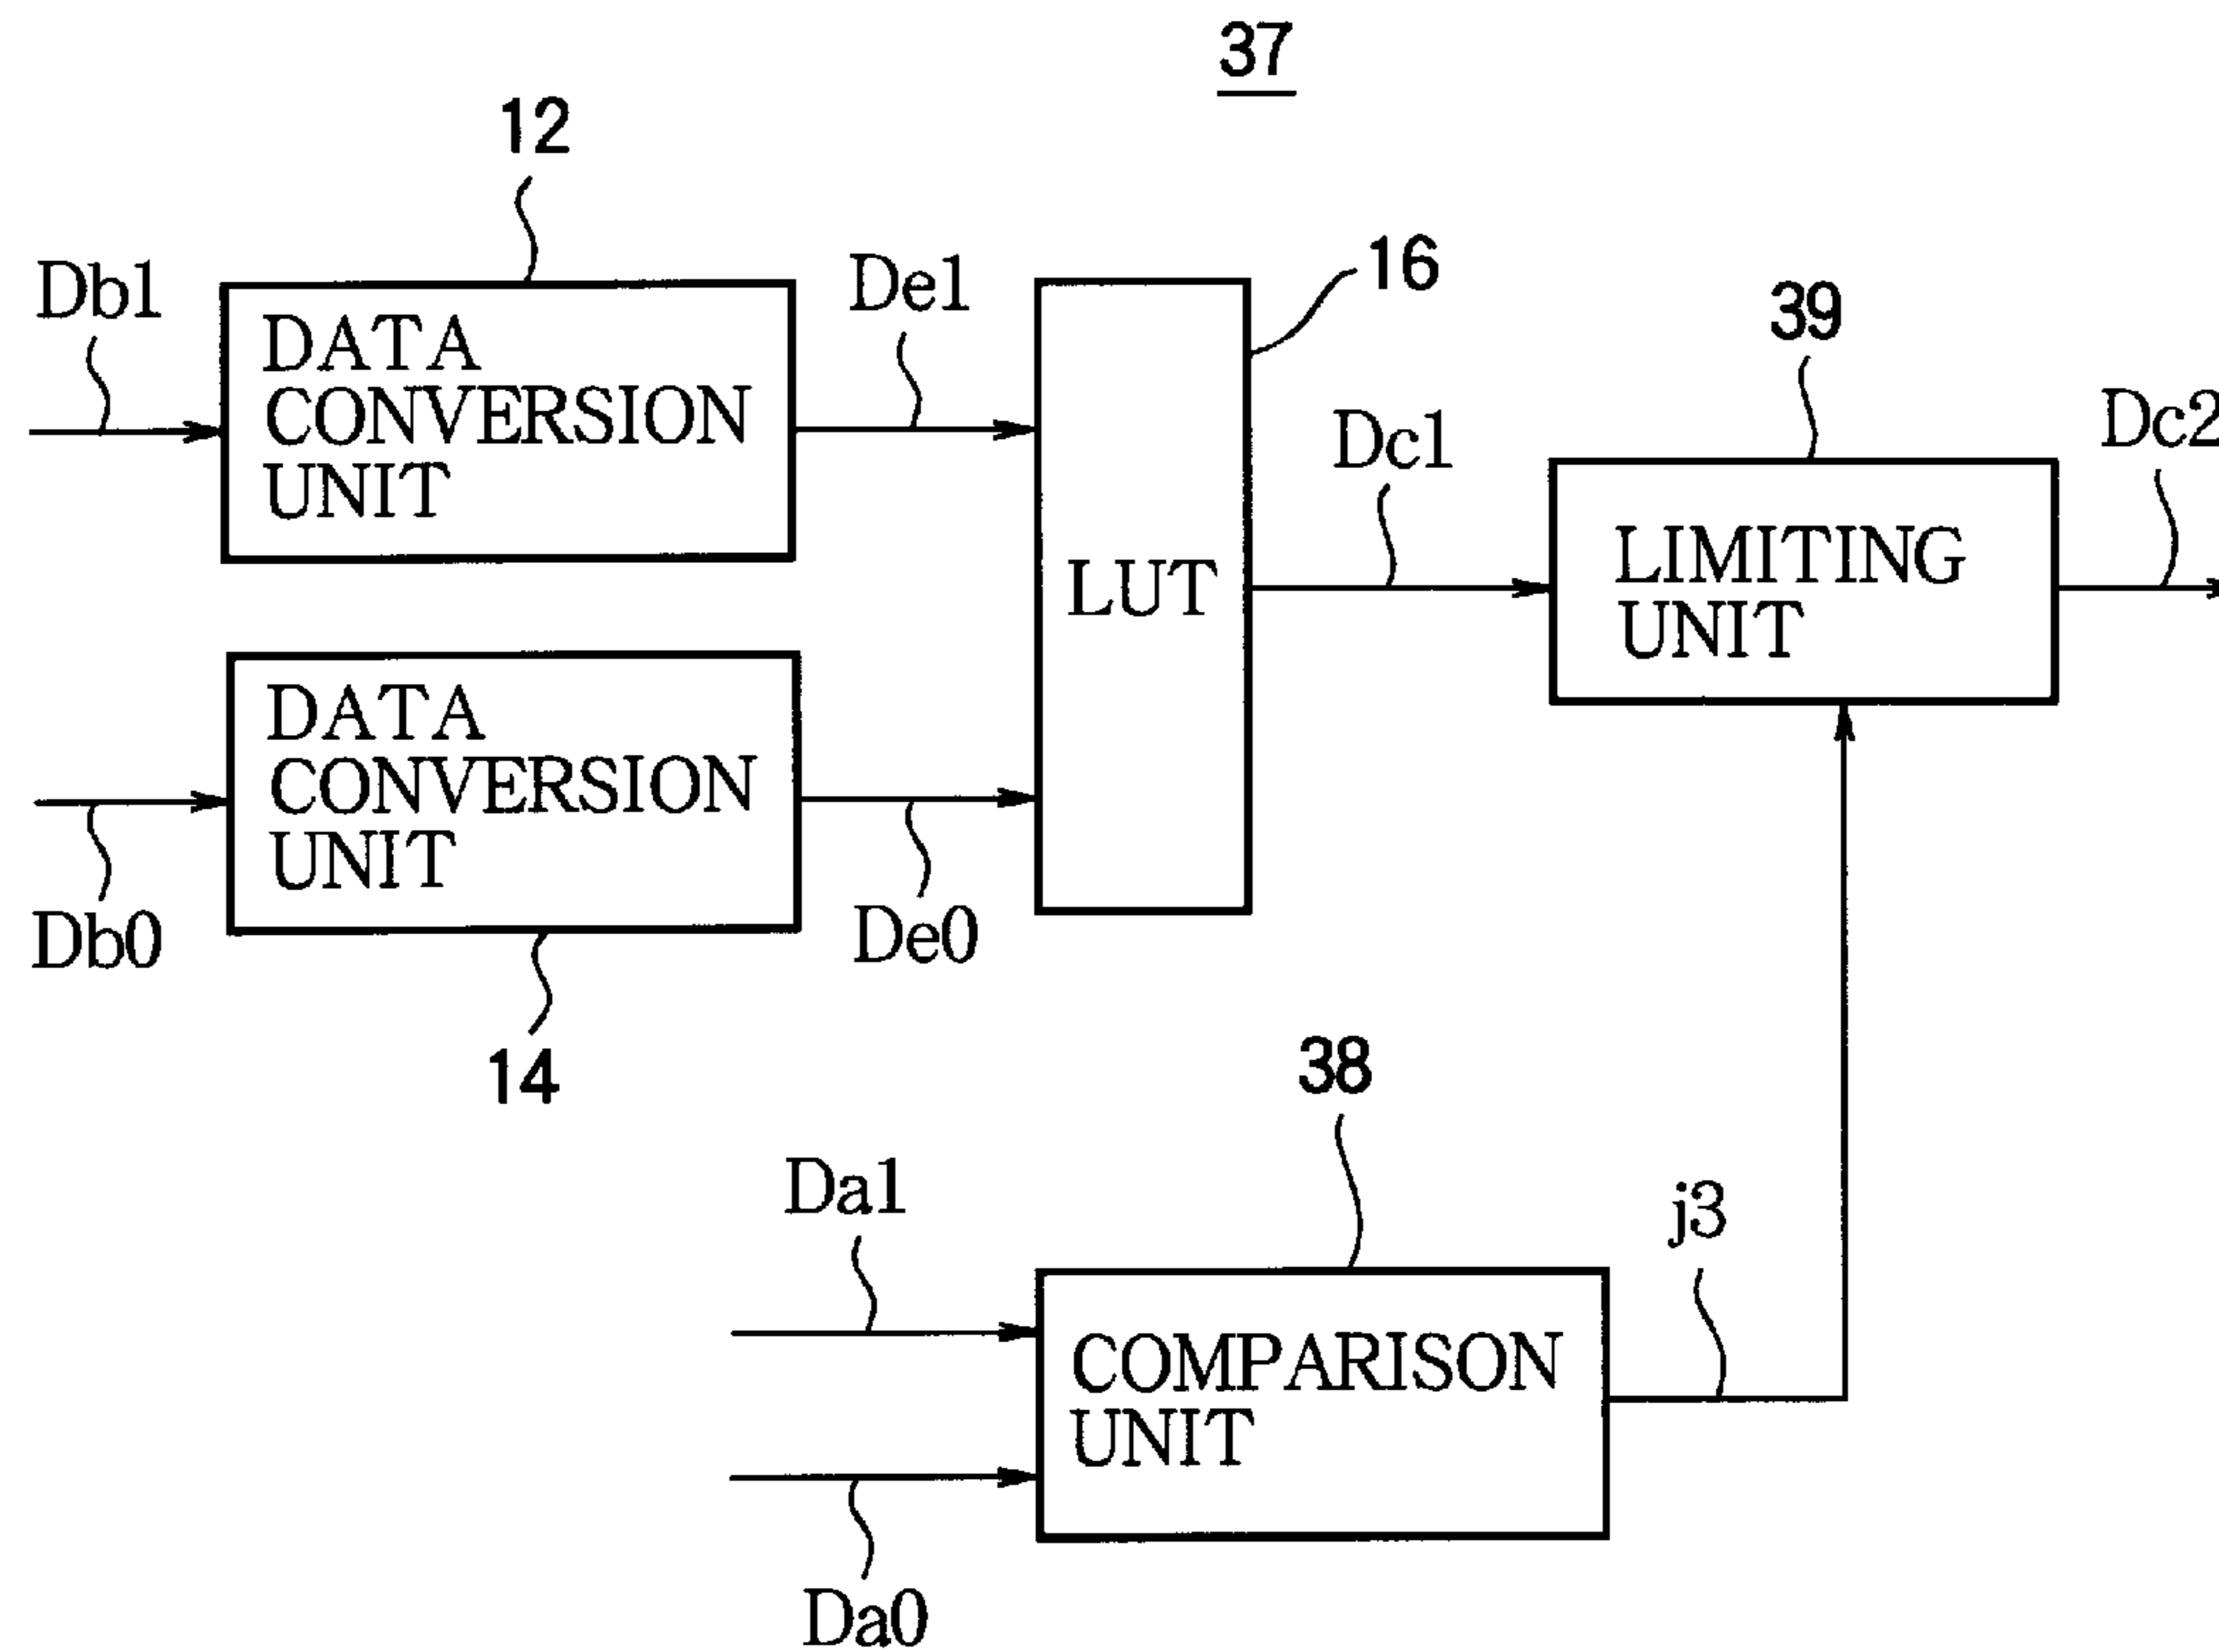 37
12
Db1
DATA
CONVERSION
UNIT
De1
16
LUT
Dc1
39
LIMITING
UNIT
Dc2
DATA
CONVERSION
UNIT
Db0
De0
14
38
Da1
j3
COMPARISON
UNIT
Da0